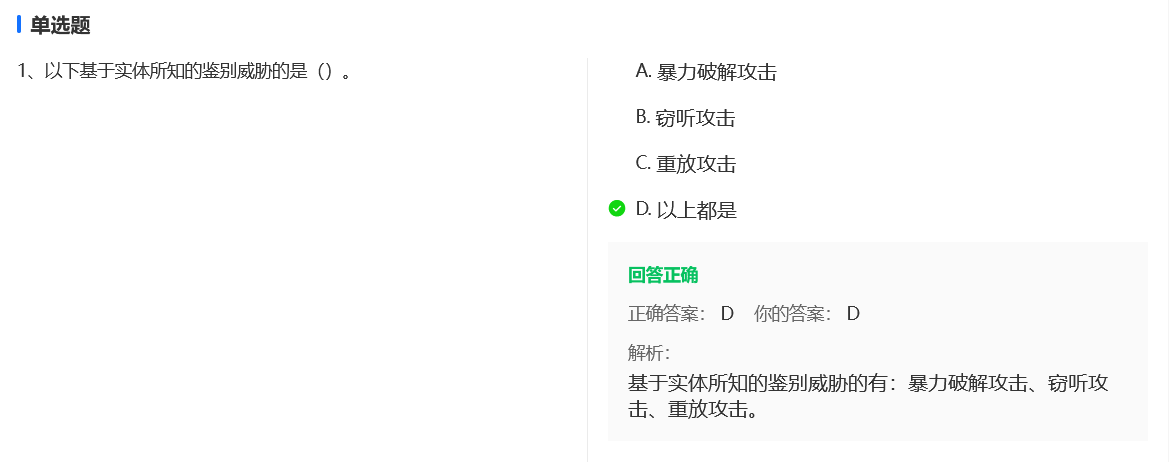 单选题
1、以下基于实体所知的鉴别威胁的是（）。
A. 暴力破解攻击
B. 窃听攻击
C. 重放攻击
D. 以上都是
回答正确
正确答案： D 你的答案： D
解析：
基于实体所知的鉴别威胁的有：暴力破解攻击、窃听攻
击、重放攻击。